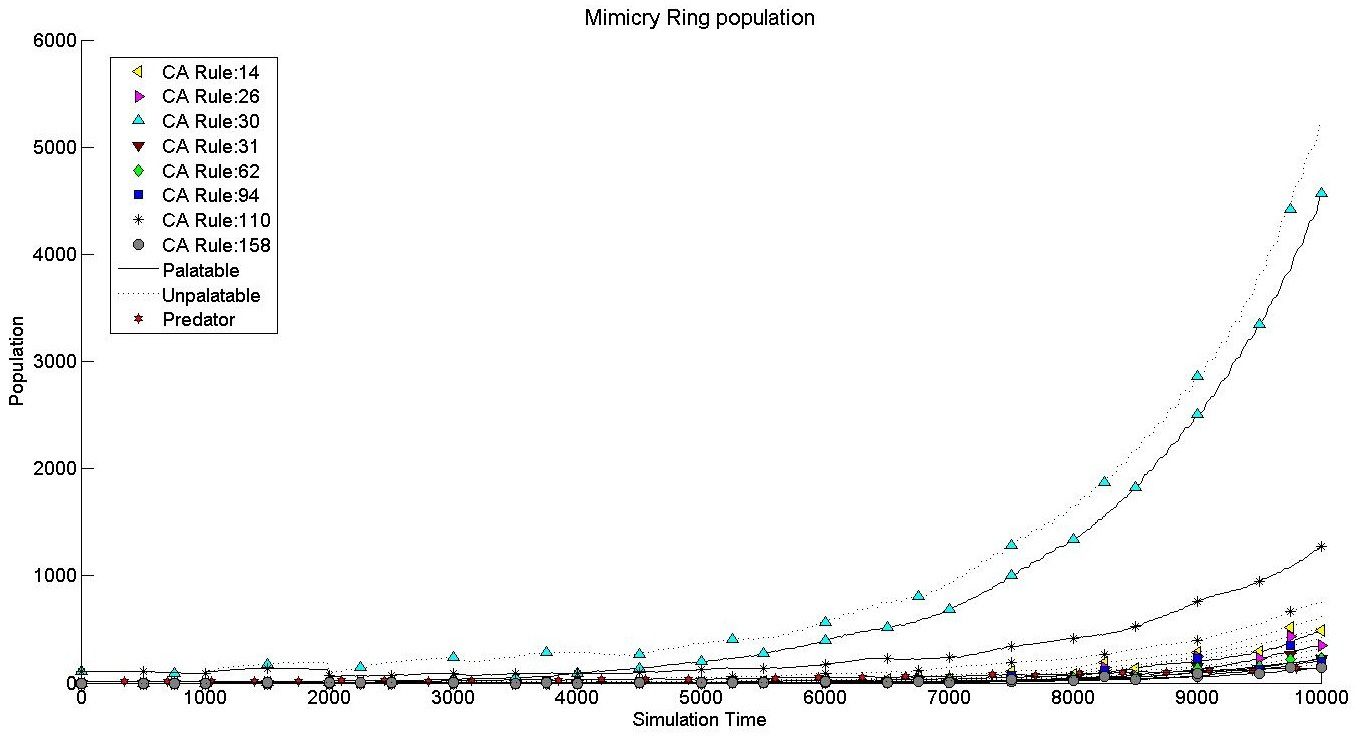 Mimicry Ring population
6000
5000
4000
3000
2000
1000
0
Population
CA Rule:14
CA Rule:26
CA Rule:30
CA Rule:31
CA Rule:62
CA Rule:94
CA Rule:110
CA Rule:158
Palatable
Unpalatable
Predator
0 1000 2000 3000 4000 5000 6000 7000 8000 9000 10000
Simulation Time